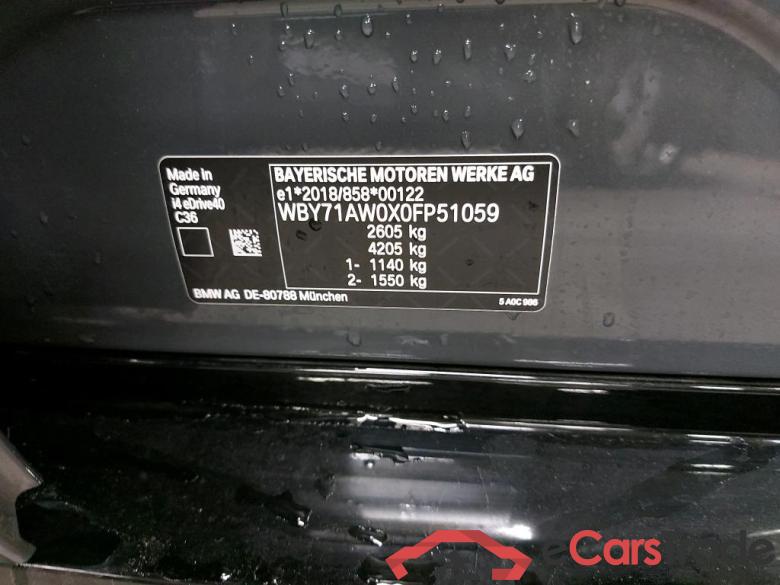 Made in
Germany
i4 eDrive40
C36
BAYERISCHE MOTOREN WERKE AG
e1*2018/858*00122
WBY71AW0X0FP51059
2605 kg
4205 kg
1- 1140 kg
2- 1550 kg
BMW AG DE-80788 München
5 A0C 986
eCars